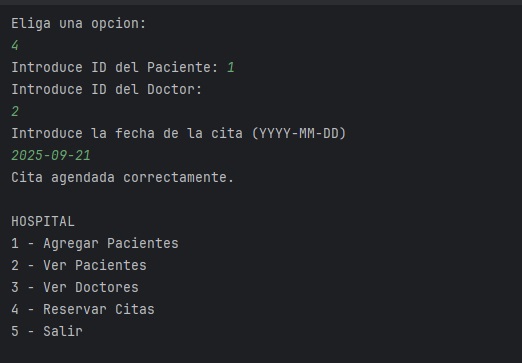 Eliga una opcion:
4
Introduce ID del Paciente: 1
Introduce ID del Doctor:
2
Introduce la fecha de la cita (YYYY-MM-DD)
2025-09-21
Cita agendada correctamente.
HOSPITAL
1 - Agregar Pacientes
2 - Ver Pacientes
3 - Ver Doctores
4 - Reservar Citas
5 - Salir